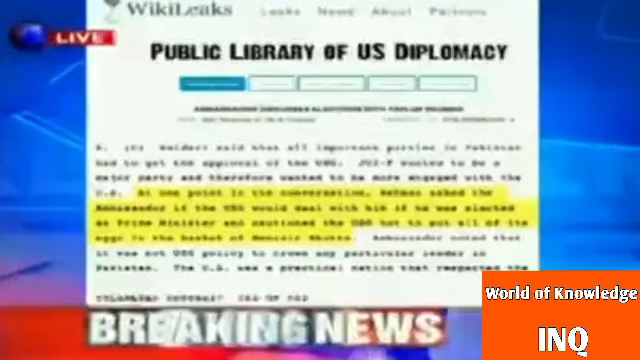 WikiLeaks Leaks News About Partners
LIVE
PUBLIC LIBRARY OF US DIPLOMACY
said that all important parties in Pakistan
had to get the approval of the USG. JUI-F wanted to be a
major party and therefore wanted to be more engaged with the
U.S. At one point in the conversation, Rehman asked the
Ambassador if the USG would deal with him if he was elected
as Prime Minister and cautioned the USG not to put all of its
eggs in the basket of Benazir Bhutto. Ambassador noted that
it was not USG policy to crown any particular leader in
Pakistan. The U.S. was a practical nation that respected the
BREAKING NEWS
World of Knowledge
INQ